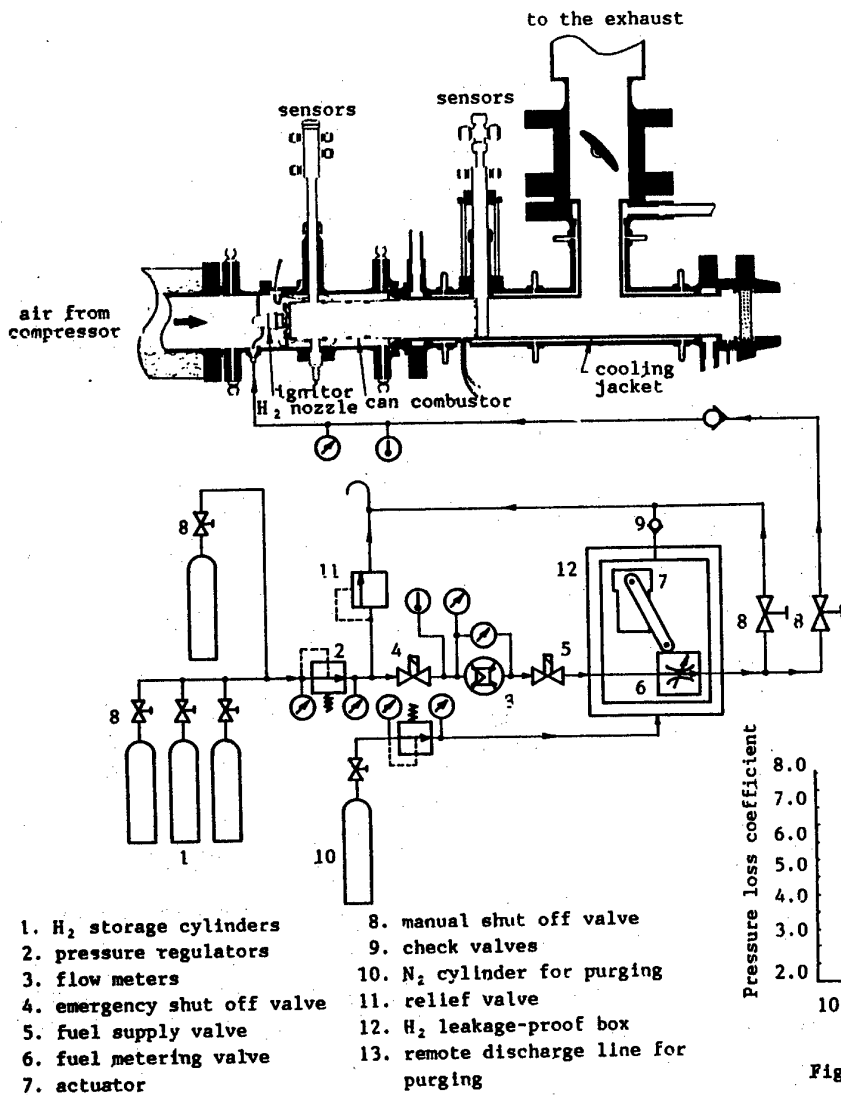 to the exhaust
sensors
sensors
air from
compressor
ignitor
H₂ nozzle
can combustor
cooling
jacket
8
9
11
12
7
2
4
5
8
8
3
6
8
1
10
Pressure loss coefficient
8.0
7.0
6.0
5.0
4.0
3.0
2.0
10
1. H₂ storage cylinders
2. pressure regulators
3. flow meters
4. emergency shut off valve
5. fuel supply valve
6. fuel metering valve
7. actuator
8. manual shut off valve
9. check valves
10. N₂ cylinder for purging
11. relief valve
12. H₂ leakage-proof box
13. remote discharge line for
purging
Fig